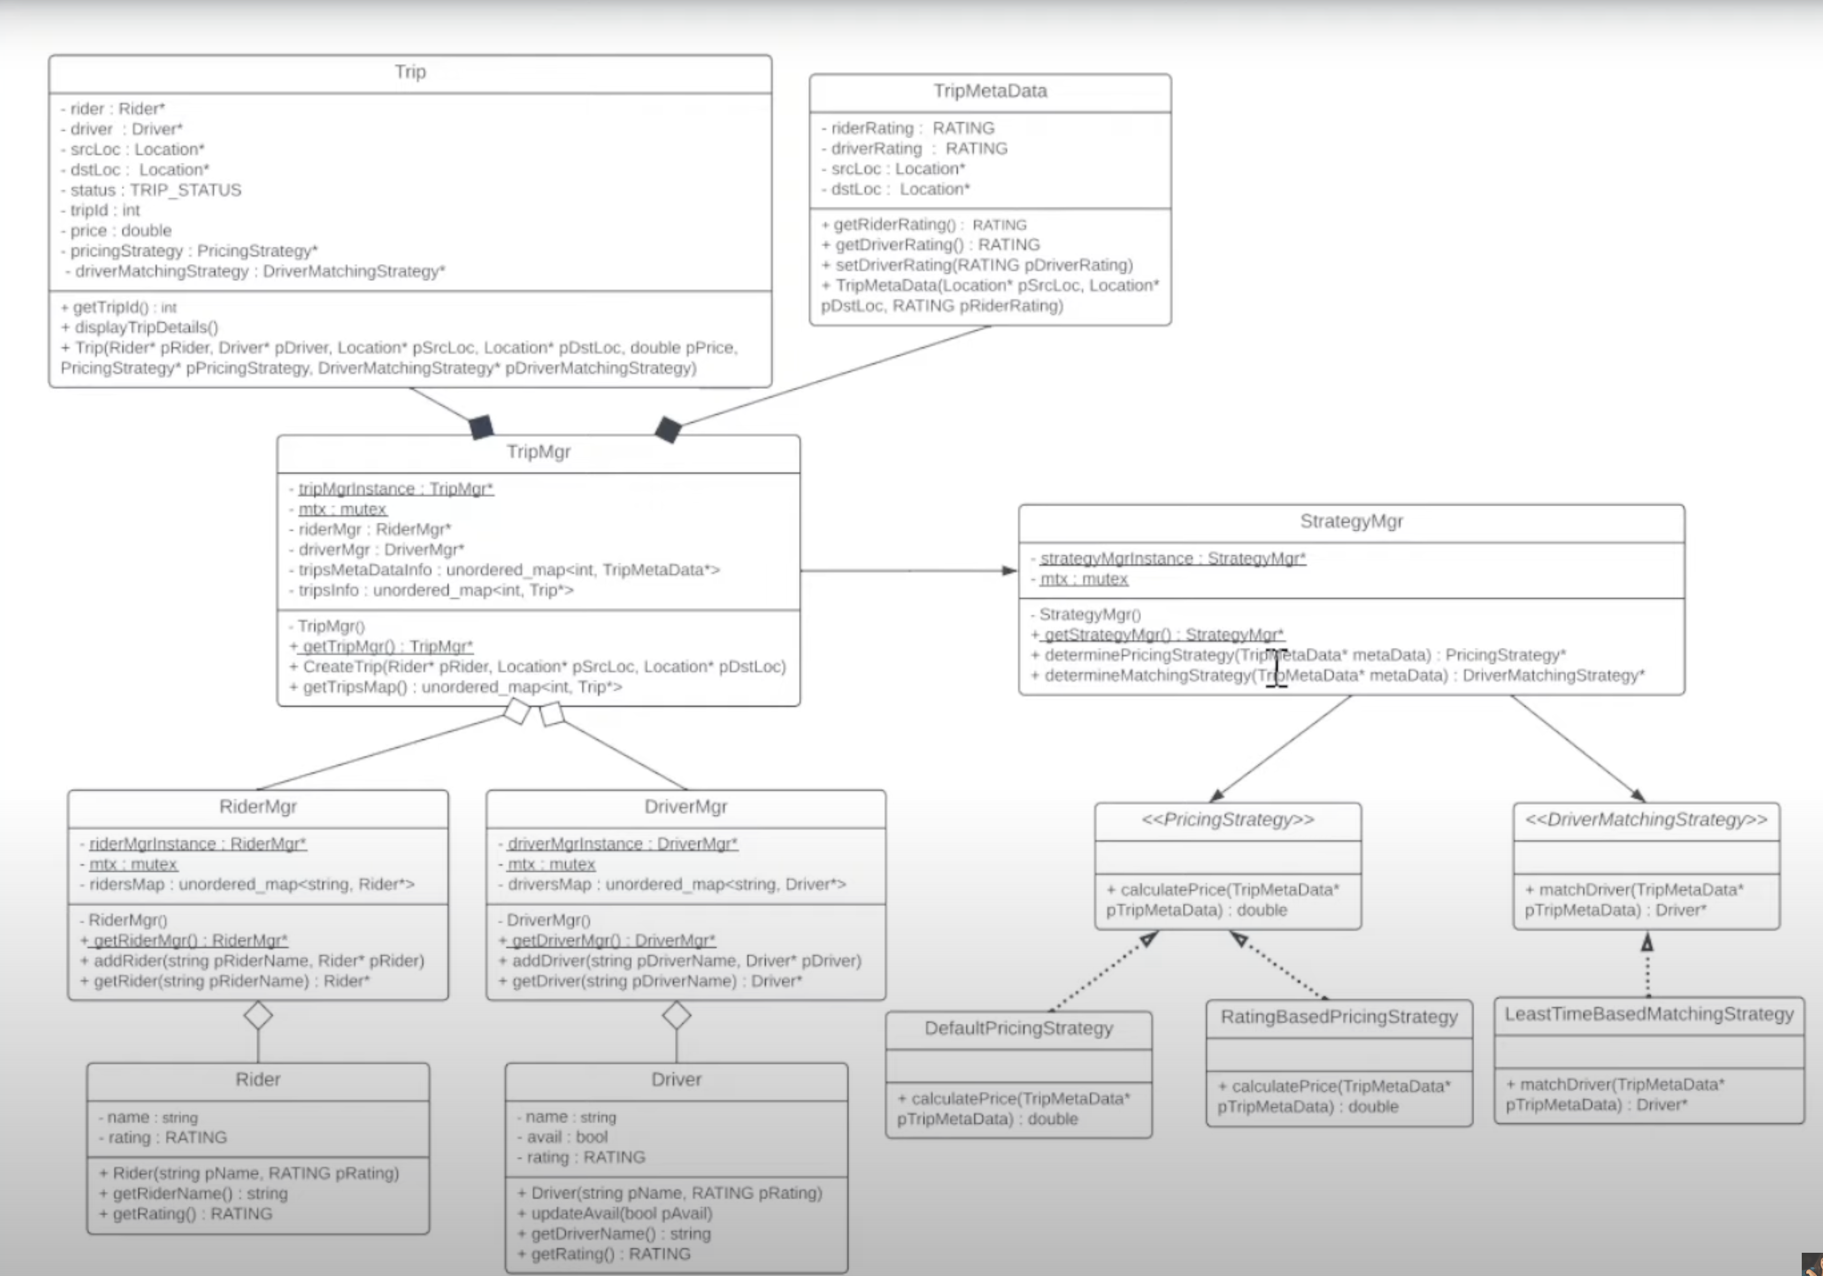 Trip
- rider : Rider*
- driver : Driver*
- srcLoc : Location*
- dstLoc : Location*
- status : TRIP_STATUS
- tripId : int
- price : double
- pricingStrategy : PricingStrategy*
- driverMatchingStrategy : DriverMatchingStrategy*
+ getTripId() : int
+ displayTripDetails()
+ Trip(Rider* pRider, Driver* pDriver, Location* pSrcLoc, Location* pDstLoc, double pPrice,
PricingStrategy* pPricingStrategy, DriverMatchingStrategy* pDriverMatchingStrategy)
TripMetaData
- riderRating : RATING
- driverRating : RATING
- srcLoc : Location*
- dstLoc : Location*
+ getRiderRating() : RATING
+ getDriverRating() : RATING
+ setDriverRating(RATING pDriverRating)
+ TripMetaData(Location* pSrcLoc, Location*
pDstLoc, RATING pRiderRating)
TripMgr
- tripMgrInstance : TripMgr*
- mtx : mutex
- riderMgr : RiderMgr*
- driverMgr : DriverMgr*
- tripsMetaDataInfo : unordered_map<int, TripMetaData*>
- tripsInfo : unordered_map<int, Trip*>
- TripMgr()
+ getTripMgr() : TripMgr*
+ CreateTrip(Rider* pRider, Location* pSrcLoc, Location* pDstLoc)
+ getTripsMap() : unordered_map<int, Trip*>
StrategyMgr
- strategyMgrInstance : StrategyMgr*
- mtx : mutex
- StrategyMgr()
+ getStrategyMgr() : StrategyMgr*
+ determinePricingStrategy(TripMetaData* metaData) : PricingStrategy*
+ determineMatchingStrategy(TripMetaData* metaData) : DriverMatchingStrategy*
RiderMgr
- riderMgrInstance : RiderMgr*
- mtx : mutex
- ridersMap : unordered_map<string, Rider*>
- RiderMgr()
+ getRiderMgr() : RiderMgr*
+ addRider(string pRiderName, Rider* pRider)
+ getRider(string pRiderName) : Rider*
DriverMgr
- driverMgrInstance : DriverMgr*
- mtx : mutex
- driversMap : unordered_map<string, Driver*>
- DriverMgr()
+ getDriverMgr() : DriverMgr*
+ addDriver(string pDriverName, Driver* pDriver)
+ getDriver(string pDriverName) : Driver*
<<PricingStrategy>>
+ calculatePrice(TripMetaData*
pTripMetaData) : double
<<DriverMatchingStrategy>>
+ matchDriver(TripMetaData*
pTripMetaData) : Driver*
DefaultPricingStrategy
+ calculatePrice(TripMetaData*
pTripMetaData) : double
RatingBasedPricingStrategy
+ calculatePrice(TripMetaData*
pTripMetaData) : double
LeastTimeBasedMatchingStrategy
+ matchDriver(TripMetaData*
pTripMetaData) : Driver*
Rider
- name : string
- rating : RATING
+ Rider(string pName, RATING pRating)
+ getRiderName() : string
+ getRating() : RATING
Driver
- name : string
- avail : bool
- rating : RATING
+ Driver(string pName, RATING pRating)
+ updateAvail(bool pAvail)
+ getDriverName() : string
+ getRating() : RATING